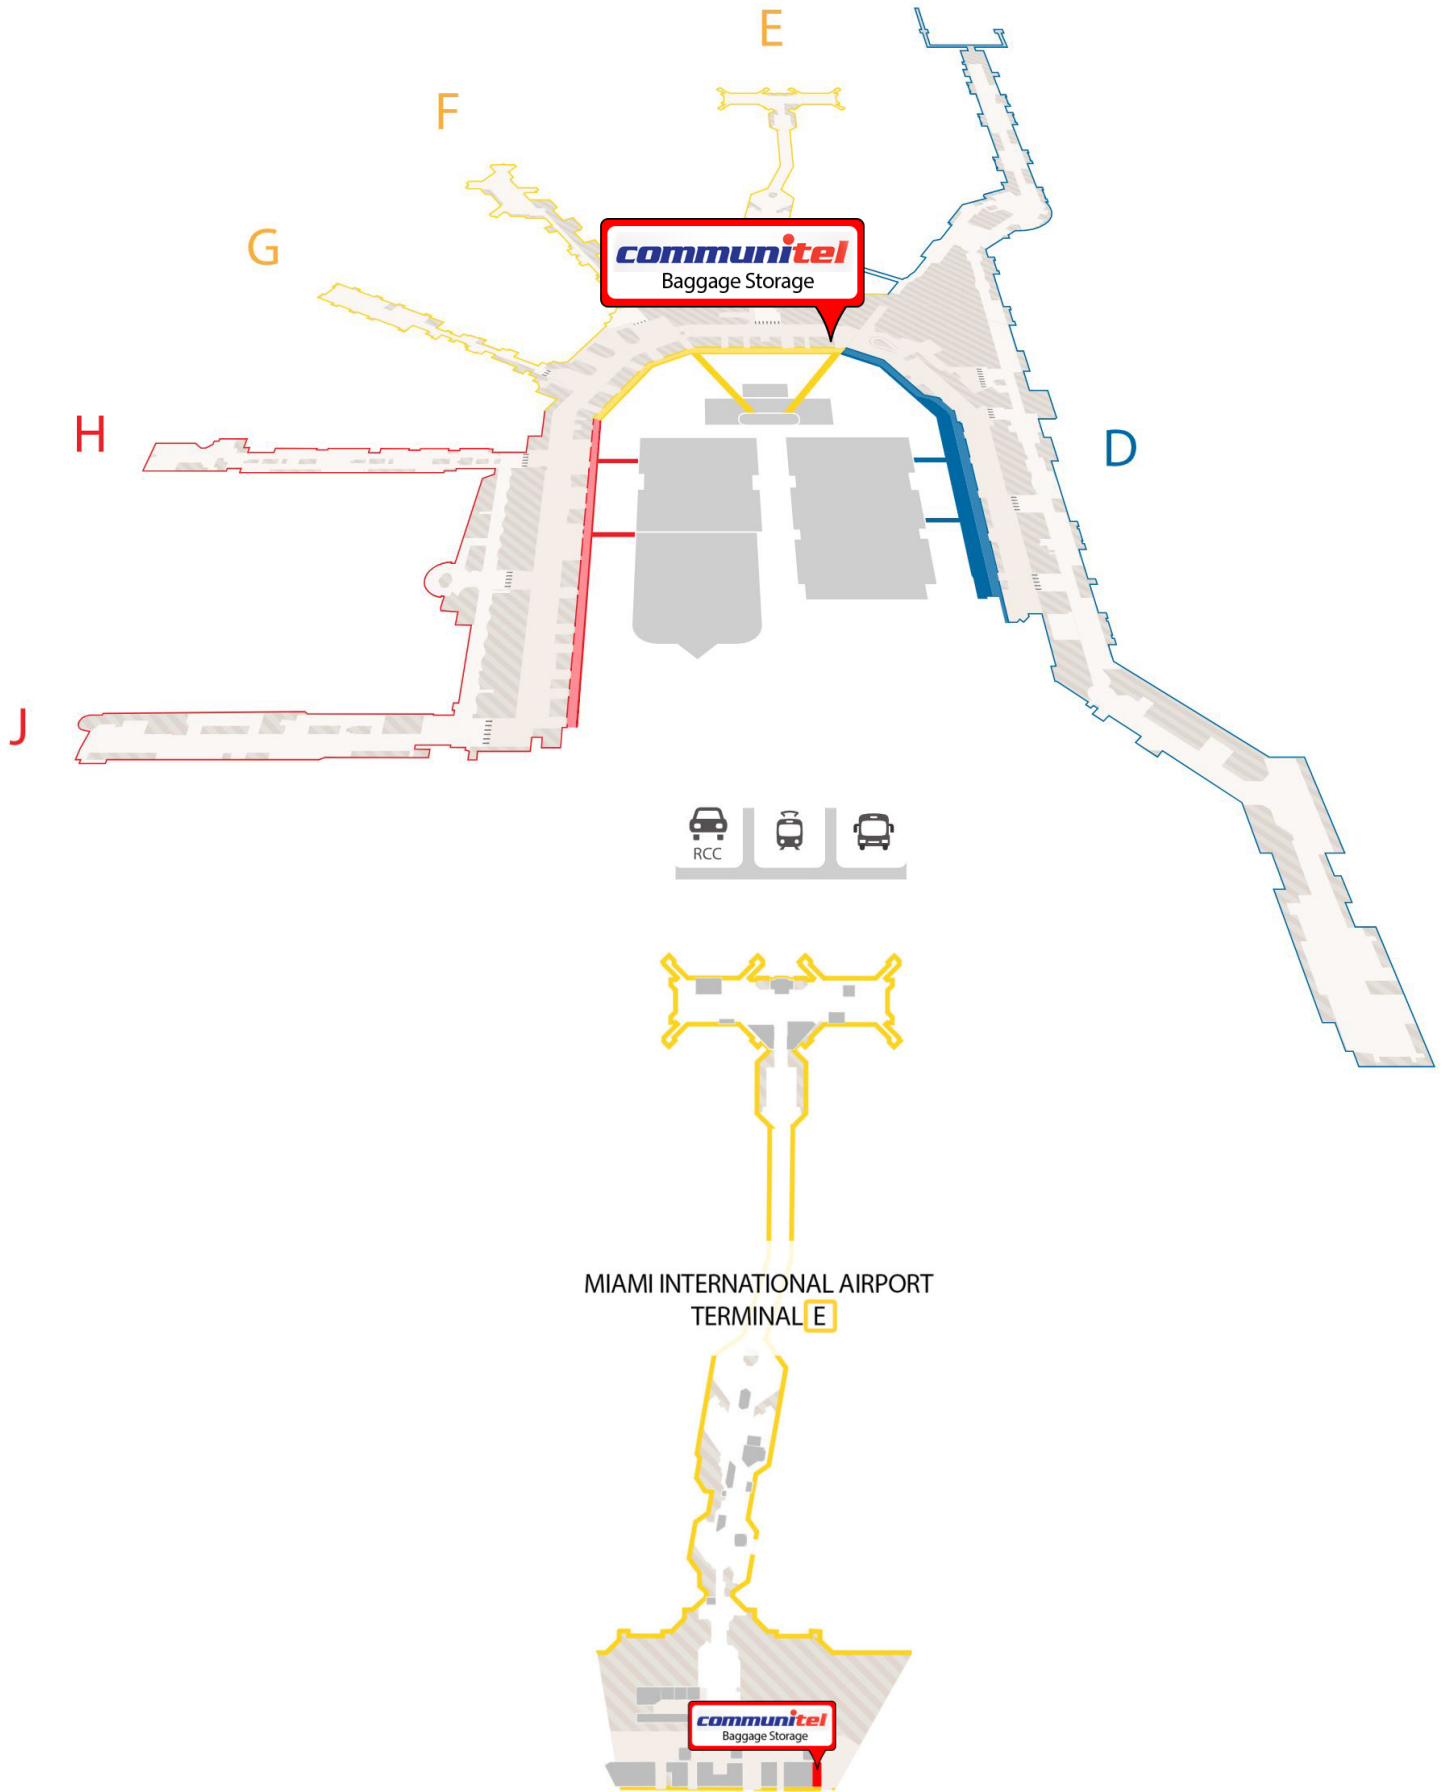 E
F
G
communitel
Baggage Storage
H
D
J
RCC
MIAMI INTERNATIONAL AIRPORT
TERMINAL E
communitel
Baggage Storage